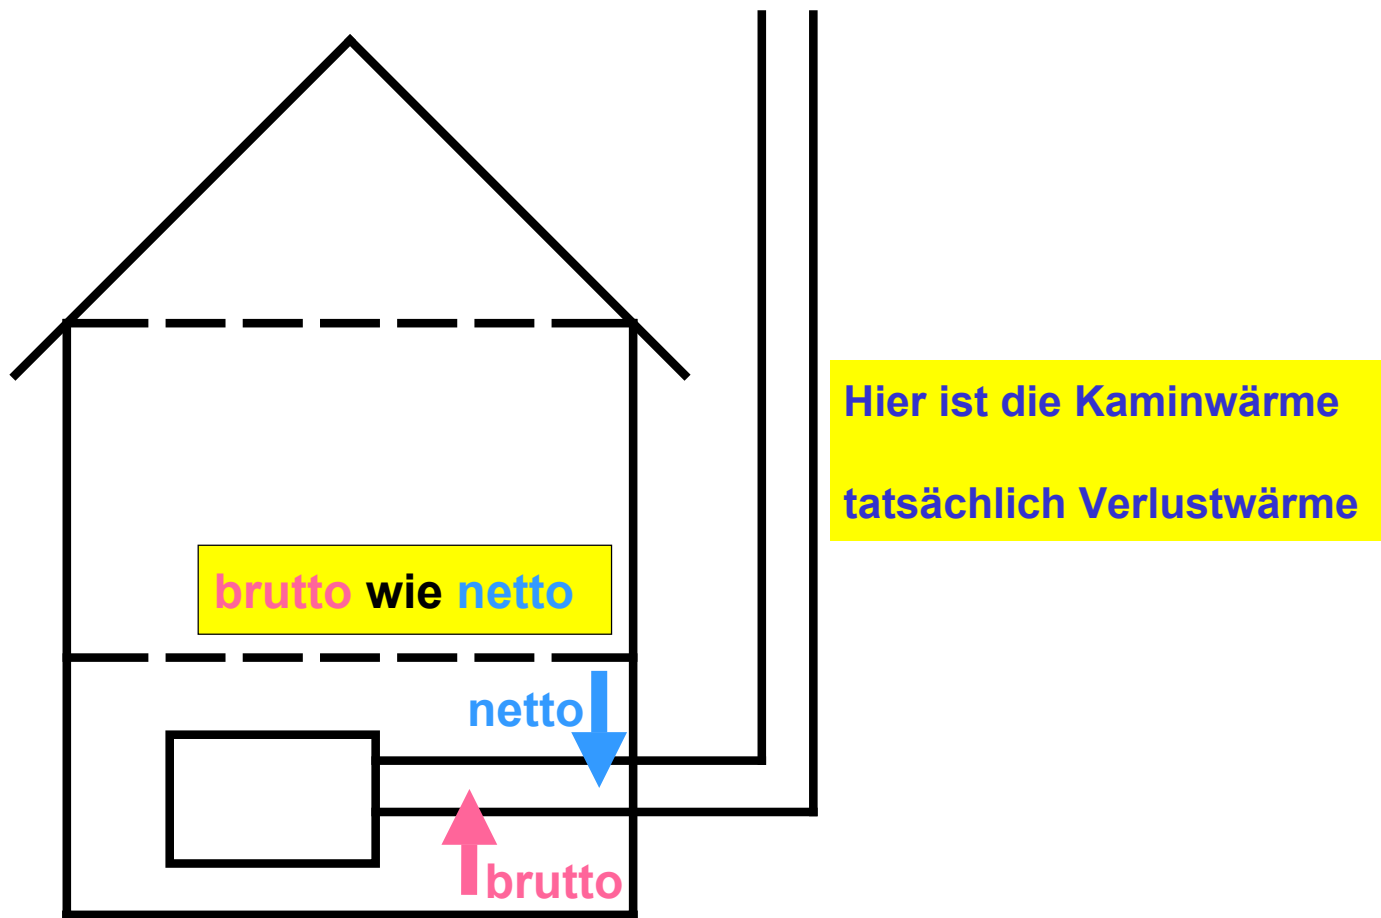 Hier ist die Kaminwärme
tatsächlich Verlustwärme
brutto wie netto
netto
brutto